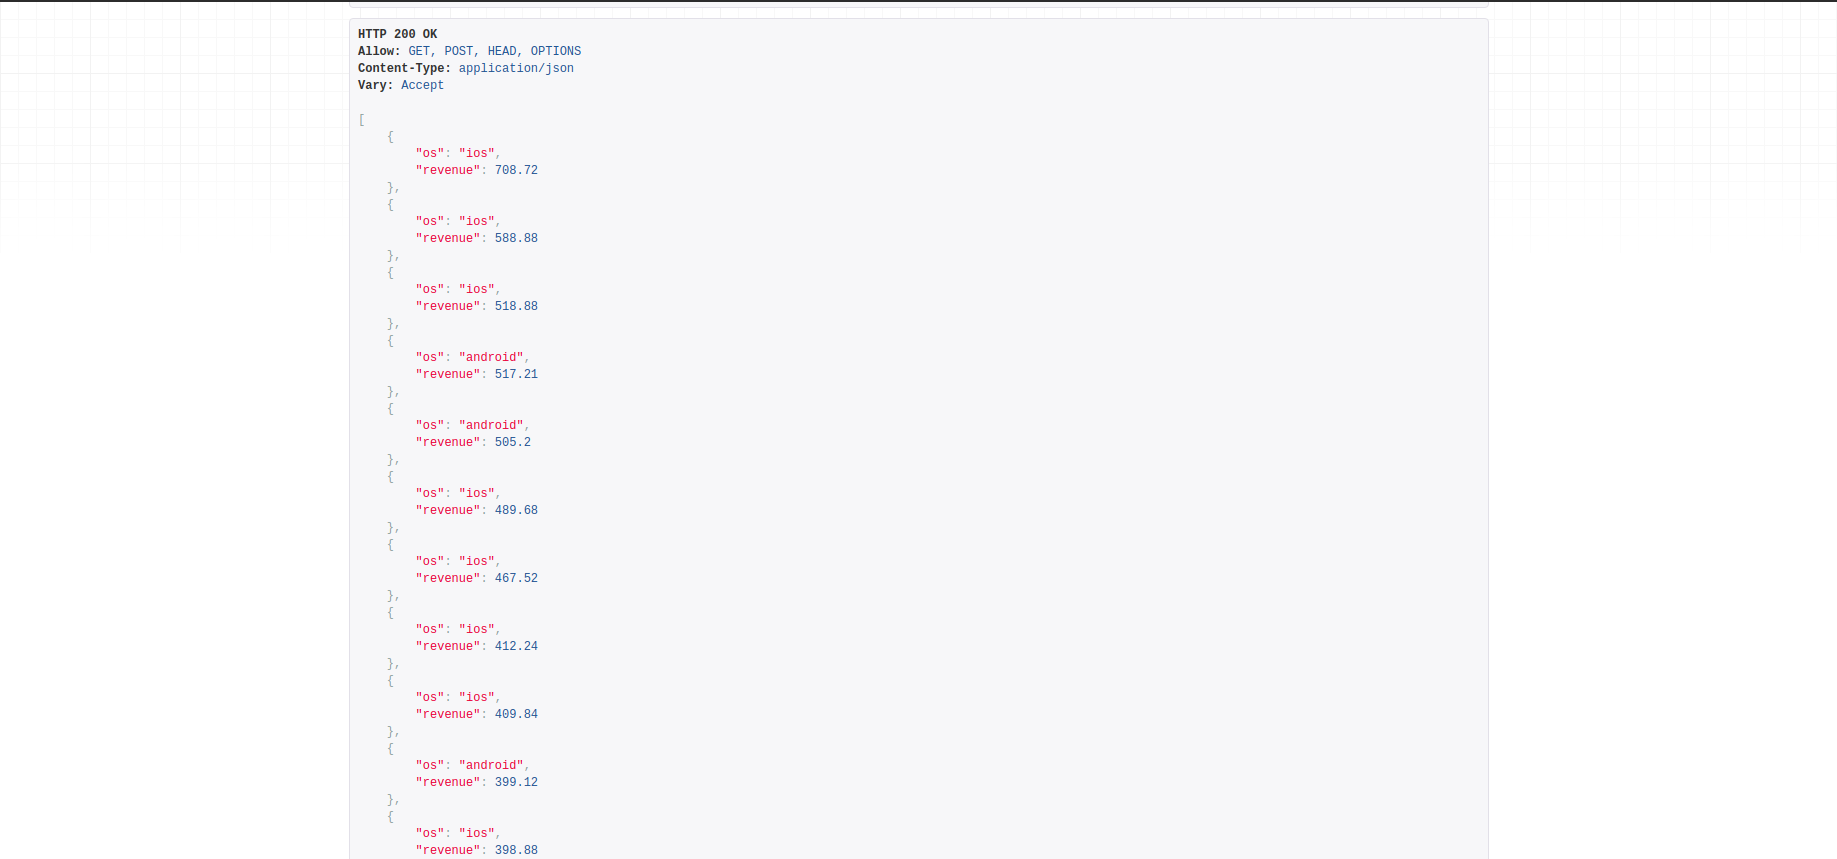 HTTP 200 OK
Allow: GET, POST, HEAD, OPTIONS
Content-Type: application/json
Vary: Accept
[
    {
        "os": "ios",
        "revenue": 708.72
    },
    {
        "os": "ios",
        "revenue": 588.88
    },
    {
        "os": "ios",
        "revenue": 518.88
    },
    {
        "os": "android",
        "revenue": 517.21
    },
    {
        "os": "android",
        "revenue": 505.2
    },
    {
        "os": "ios",
        "revenue": 489.68
    },
    {
        "os": "ios",
        "revenue": 467.52
    },
    {
        "os": "ios",
        "revenue": 412.24
    },
    {
        "os": "ios",
        "revenue": 409.84
    },
    {
        "os": "android",
        "revenue": 399.12
    },
    {
        "os": "ios",
        "revenue": 398.88